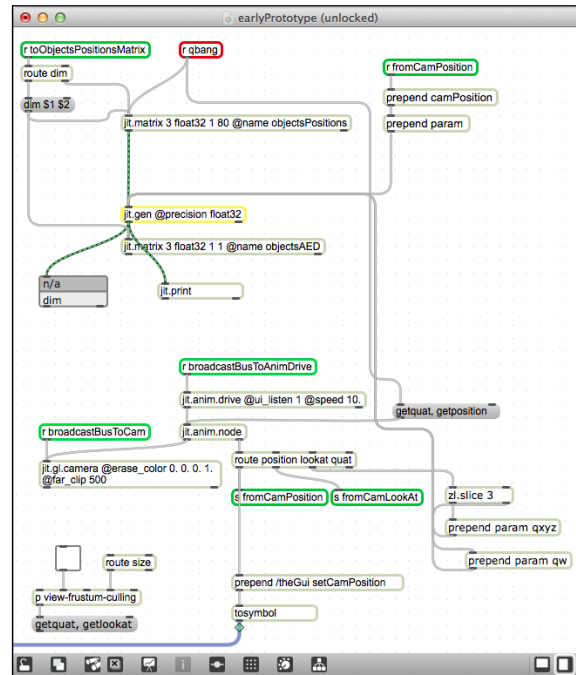 earlyPrototype (unlocked)
r toObjectsPositionsMatrix
r qbang
r fromCamPosition
route dim
prepend camPosition
dim $1 $2
prepend param
jit.matrix 3 float32 1 80 @name objectsPositions
jit.gen @precision float32
jit.matrix 3 float32 1 1 @name objectsAED
n/a
dim
jit.print
r broadcastBusToAnimDrive
jit.anim.drive @ui_listen 1 @speed 10.
getquat, getposition
r broadcastBusToCam
jit.anim.node
jit.gl.camera @erase_color 0. 0. 0. 1.
@far_clip 500
route position lookat quat
s fromCamPosition
s fromCamLookAt
zl.slice 3
prepend param qxyz
prepend param qw
route size
prepend /theGui setCamPosition
p view-frustum-culling
tosymbol
getquat, getlookat